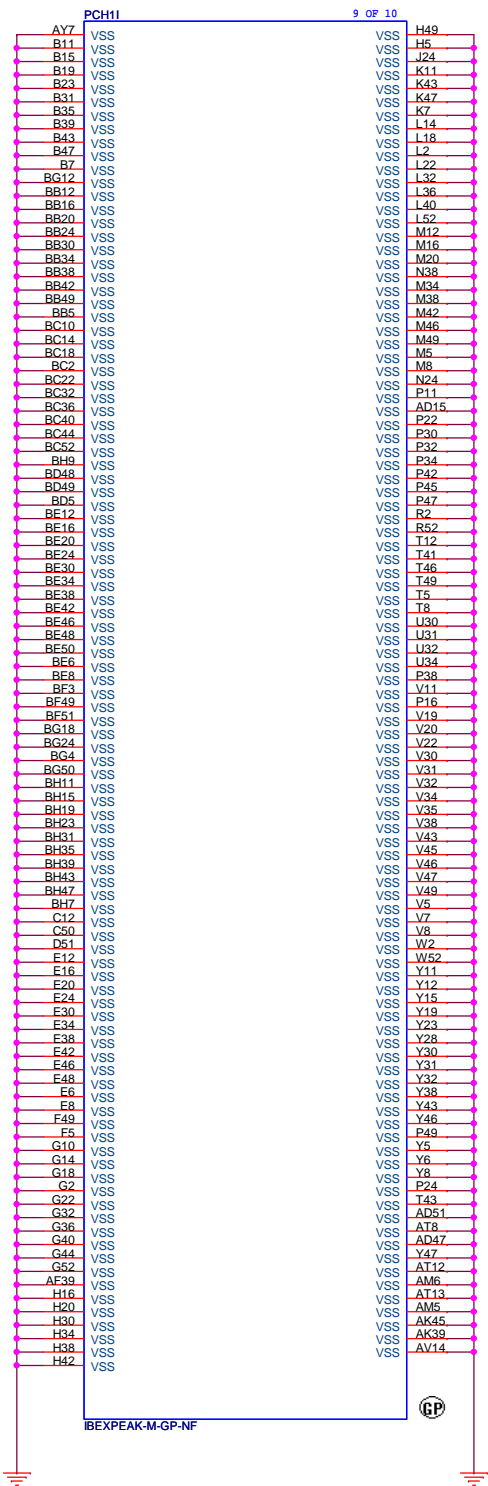 PCH1I 9 OF 10
AY7 VSS VSS H49
B11 VSS VSS H5
B15 VSS VSS J24
B19 VSS VSS K11
B23 VSS VSS K43
B31 VSS VSS K47
B35 VSS VSS K7
B39 VSS VSS L14
B43 VSS VSS L18
B47 VSS VSS L2
B7 VSS VSS L22
BG12 VSS VSS L32
BB12 VSS VSS L36
BB16 VSS VSS L40
BB20 VSS VSS L52
BB24 VSS VSS M12
BB30 VSS VSS M16
BB34 VSS VSS M20
BB38 VSS VSS N38
BB42 VSS VSS M34
BB49 VSS VSS M38
BB5 VSS VSS M42
BC10 VSS VSS M46
BC14 VSS VSS M49
BC18 VSS VSS M5
BC2 VSS VSS M8
BC22 VSS VSS N24
BC32 VSS VSS P11
BC36 VSS VSS AD15
BC40 VSS VSS P22
BC44 VSS VSS P30
BC52 VSS VSS P32
BH9 VSS VSS P34
BD48 VSS VSS P42
BD49 VSS VSS P45
BD5 VSS VSS P47
BE12 VSS VSS R2
BE16 VSS VSS R52
BE20 VSS VSS T12
BE24 VSS VSS T41
BE30 VSS VSS T46
BE34 VSS VSS T49
BE38 VSS VSS T5
BE42 VSS VSS T8
BE46 VSS VSS U30
BE48 VSS VSS U31
BE50 VSS VSS U32
BE6 VSS VSS U34
BE8 VSS VSS P38
BF3 VSS VSS V11
BF49 VSS VSS P16
BF51 VSS VSS V19
BG18 VSS VSS V20
BG24 VSS VSS V22
BG4 VSS VSS V30
BG50 VSS VSS V31
BH11 VSS VSS V32
BH15 VSS VSS V34
BH19 VSS VSS V35
BH23 VSS VSS V38
BH31 VSS VSS V43
BH35 VSS VSS V45
BH39 VSS VSS V46
BH43 VSS VSS V47
BH47 VSS VSS V49
BH7 VSS VSS V5
C12 VSS VSS V7
C50 VSS VSS V8
D51 VSS VSS W2
E12 VSS VSS W52
E16 VSS VSS Y11
E20 VSS VSS Y12
E24 VSS VSS Y15
E30 VSS VSS Y19
E34 VSS VSS Y23
E38 VSS VSS Y28
E42 VSS VSS Y30
E46 VSS VSS Y31
E48 VSS VSS Y32
E6 VSS VSS Y38
E8 VSS VSS Y43
F49 VSS VSS Y46
F5 VSS VSS P49
G10 VSS VSS Y5
G14 VSS VSS Y6
G18 VSS VSS Y8
G2 VSS VSS P24
G22 VSS VSS T43
G32 VSS VSS AD51
G36 VSS VSS AT8
G40 VSS VSS AD47
G44 VSS VSS Y47
G52 VSS VSS AT12
AF39 VSS VSS AM6
H16 VSS VSS AT13
H20 VSS VSS AM5
H30 VSS VSS AK45
H34 VSS VSS AK39
H38 VSS VSS AV14
H42 VSS
GP
IBEXPEAK-M-GP-NF